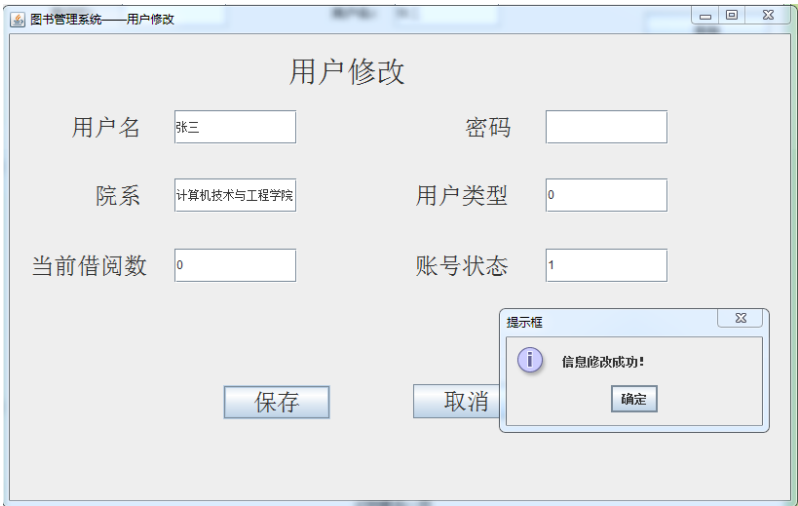 图书管理系统——用户修改
用户修改
用户名 张三 密码
院系 计算机技术与工程学院 用户类型 0
当前借阅数 0 账号状态 1
提示框
信息修改成功!
确定
保存 取消